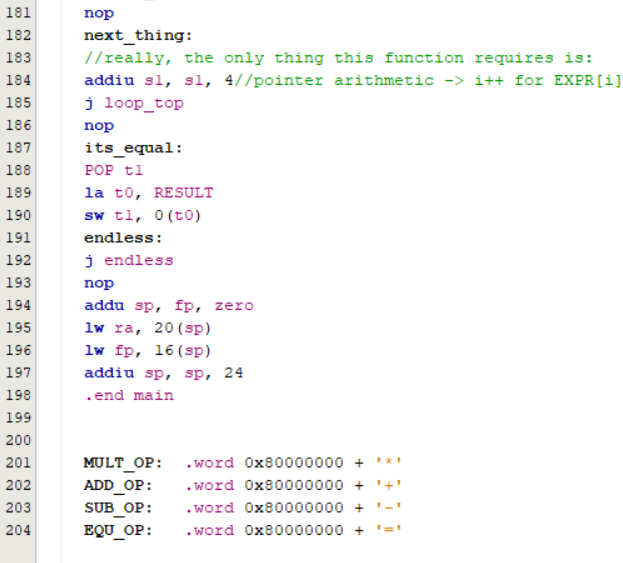 181 nop
182 next_thing:
183 //really, the only thing this function requires is:
184 addiu s1, s1, 4//pointer arithmetic -> i++ for EXPR[i]
185 j loop_top
186 nop
187 its_equal:
188 POP t1
189 la t0, RESULT
190 sw t1, 0(t0)
191 endless:
192 j endless
193 nop
194 addu sp, fp, zero
195 lw ra, 20(sp)
196 lw fp, 16(sp)
197 addiu sp, sp, 24
198 .end main
199
200
201 MULT_OP: .word 0x80000000 + '*'
202 ADD_OP: .word 0x80000000 + '+'
203 SUB_OP: .word 0x80000000 + '-'
204 EQU_OP: .word 0x80000000 + '='